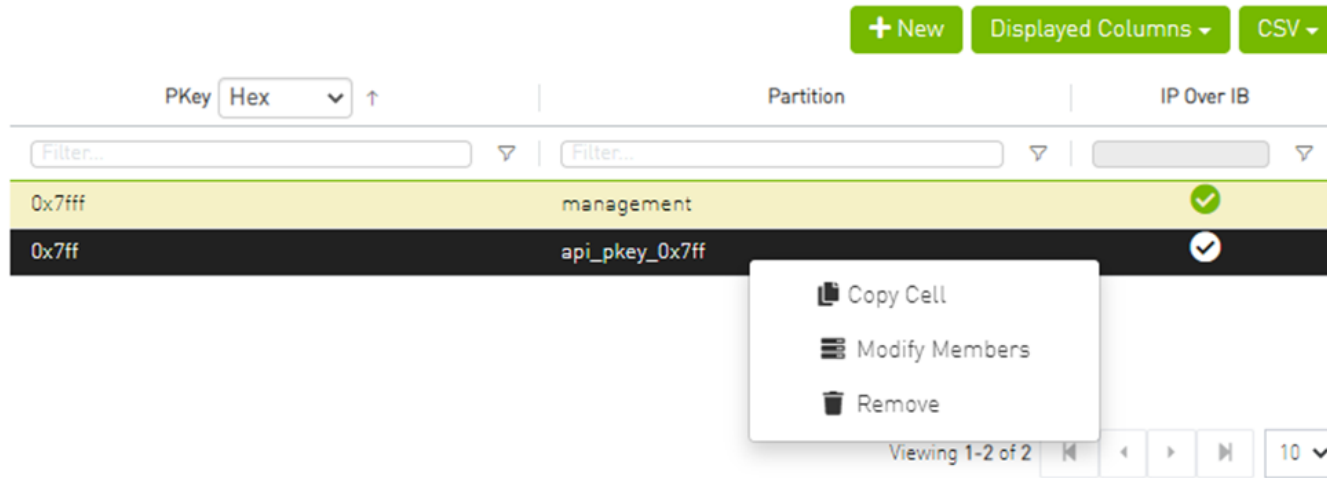 + New Displayed Columns CSV
PKey Hex ↑ Partition IP Over IB
Filter... Filter...
0x7fff management
0x7ff api_pkey_0x7ff
Copy Cell
Modify Members
Remove
Viewing 1-2 of 2 10